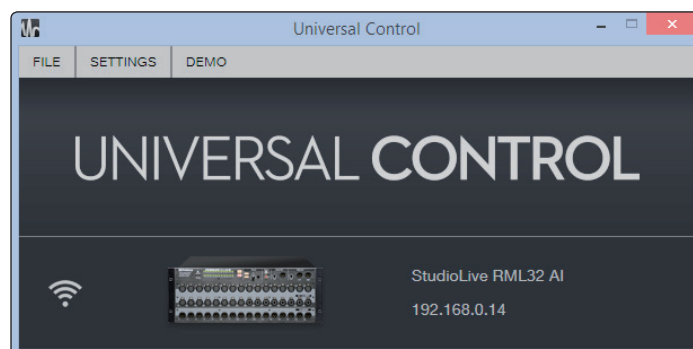 Universal Control
FILE SETTINGS DEMO
UNIVERSAL CONTROL
StudioLive RML32 AI
192.168.0.14